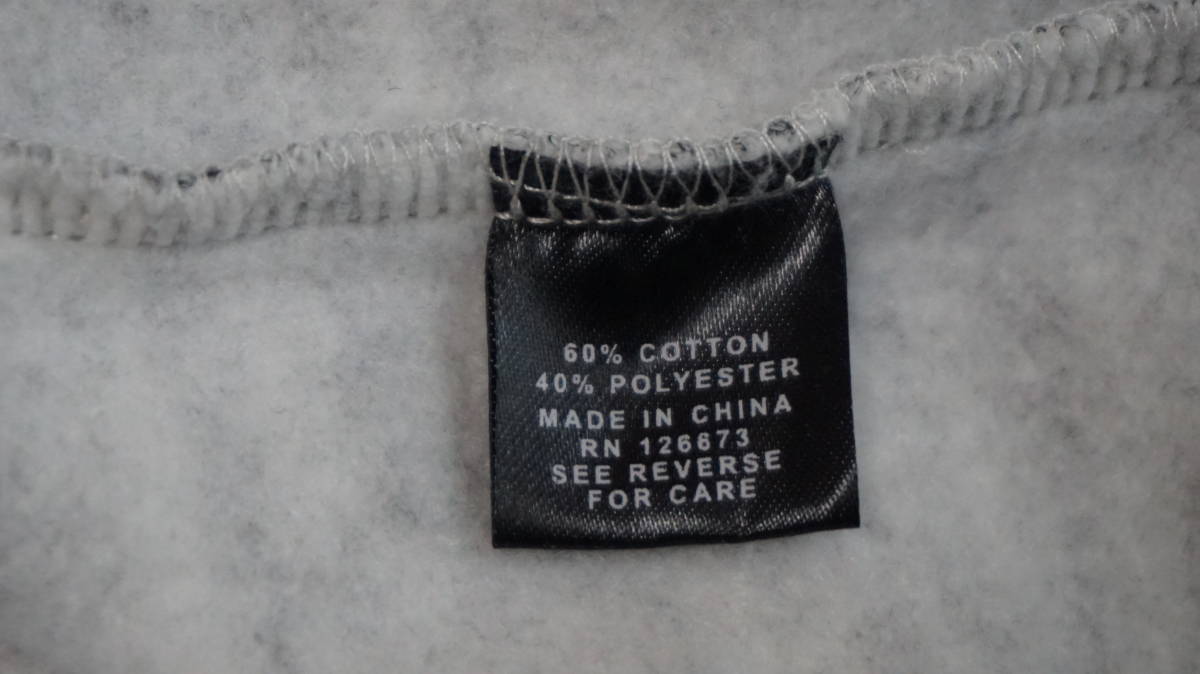 60% COTTON
40% POLYESTER
MADE IN CHINA
RN 126673
SEE REVERSE
FOR CARE